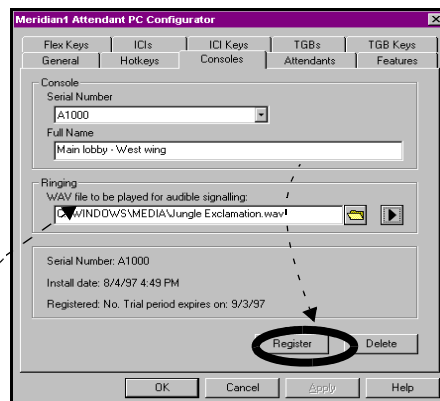 Meridian1 Attendant PC Configurator
Flex Keys ICIs ICI Keys TGBs TGB Keys
General Hotkeys Consoles Attendants Features
Console
Serial Number
A1000
Full Name
Main lobby - West wing
Ringing
WAV file to be played for audible signalling:
C:\WINDOWS\MEDIA\Jungle Exclamation.wav
Serial Number: A1000
Install date: 8/4/97 4:49 PM
Registered: No. Trial period expires on: 9/3/97
Register Delete
OK Cancel Apply Help